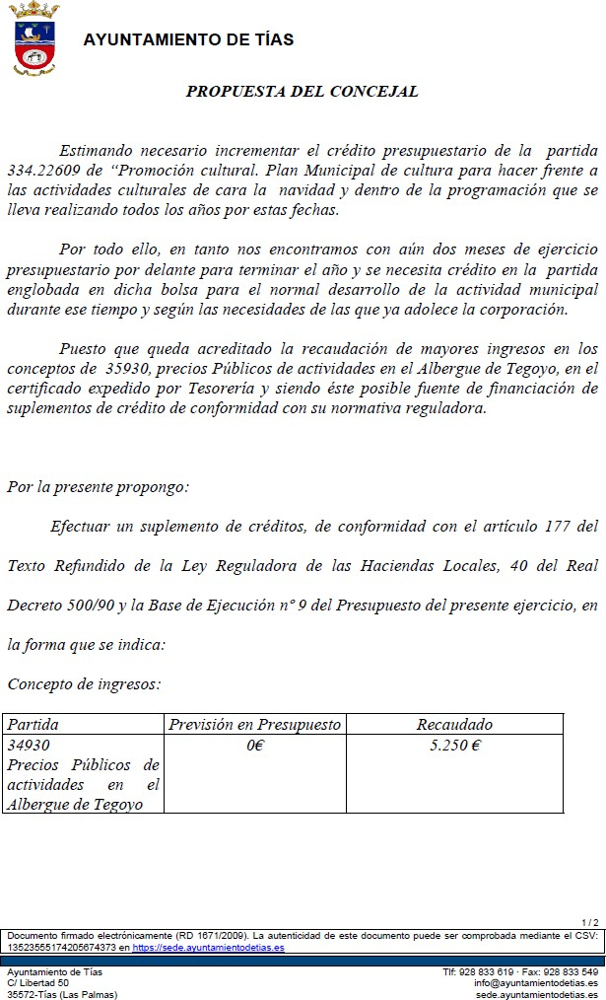 AYUNTAMIENTO DE TÍAS
PROPUESTA DEL CONCEJAL
Estimando necesario incrementar el crédito presupuestario de la partida
334.22609 de “Promoción cultural. Plan Municipal de cultura para hacer frente a
las actividades culturales de cara la navidad y dentro de la programación que se
lleva realizando todos los años por estas fechas.
Por todo ello, en tanto nos encontramos con aún dos meses de ejercicio
presupuestario por delante para terminar el año y se necesita crédito en la partida
englobada en dicha bolsa para el normal desarrollo de la actividad municipal
durante ese tiempo y según las necesidades de las que ya adolece la corporación.
Puesto que queda acreditado la recaudación de mayores ingresos en los
conceptos de 35930, precios Públicos de actividades en el Albergue de Tegoyo, en el
certificado expedido por Tesorería y siendo éste posible fuente de financiación de
suplementos de crédito de conformidad con su normativa reguladora.
Por la presente propongo:
Efectuar un suplemento de créditos, de conformidad con el artículo 177 del
Texto Refundido de la Ley Reguladora de las Haciendas Locales, 40 del Real
Decreto 500/90 y la Base de Ejecución nº 9 del Presupuesto del presente ejercicio, en
la forma que se indica:
Concepto de ingresos:
Partida Previsión en Presupuesto Recaudado
34930 0€ 5.250 €
Precios Públicos de
actividades en el
Albergue de Tegoyo
1 / 2
Documento firmado electrónicamente (RD 1671/2009). La autenticidad de este documento puede ser comprobada mediante el CSV:
13523555174205674373 en https://sede.ayuntamientodetias.es
Ayuntamiento de Tías Tlf: 928 833 619 · Fax: 928 833 549
C/ Libertad 50 info@ayuntamientodetias.es
35572-Tías (Las Palmas) sede.ayuntamientodetias.es